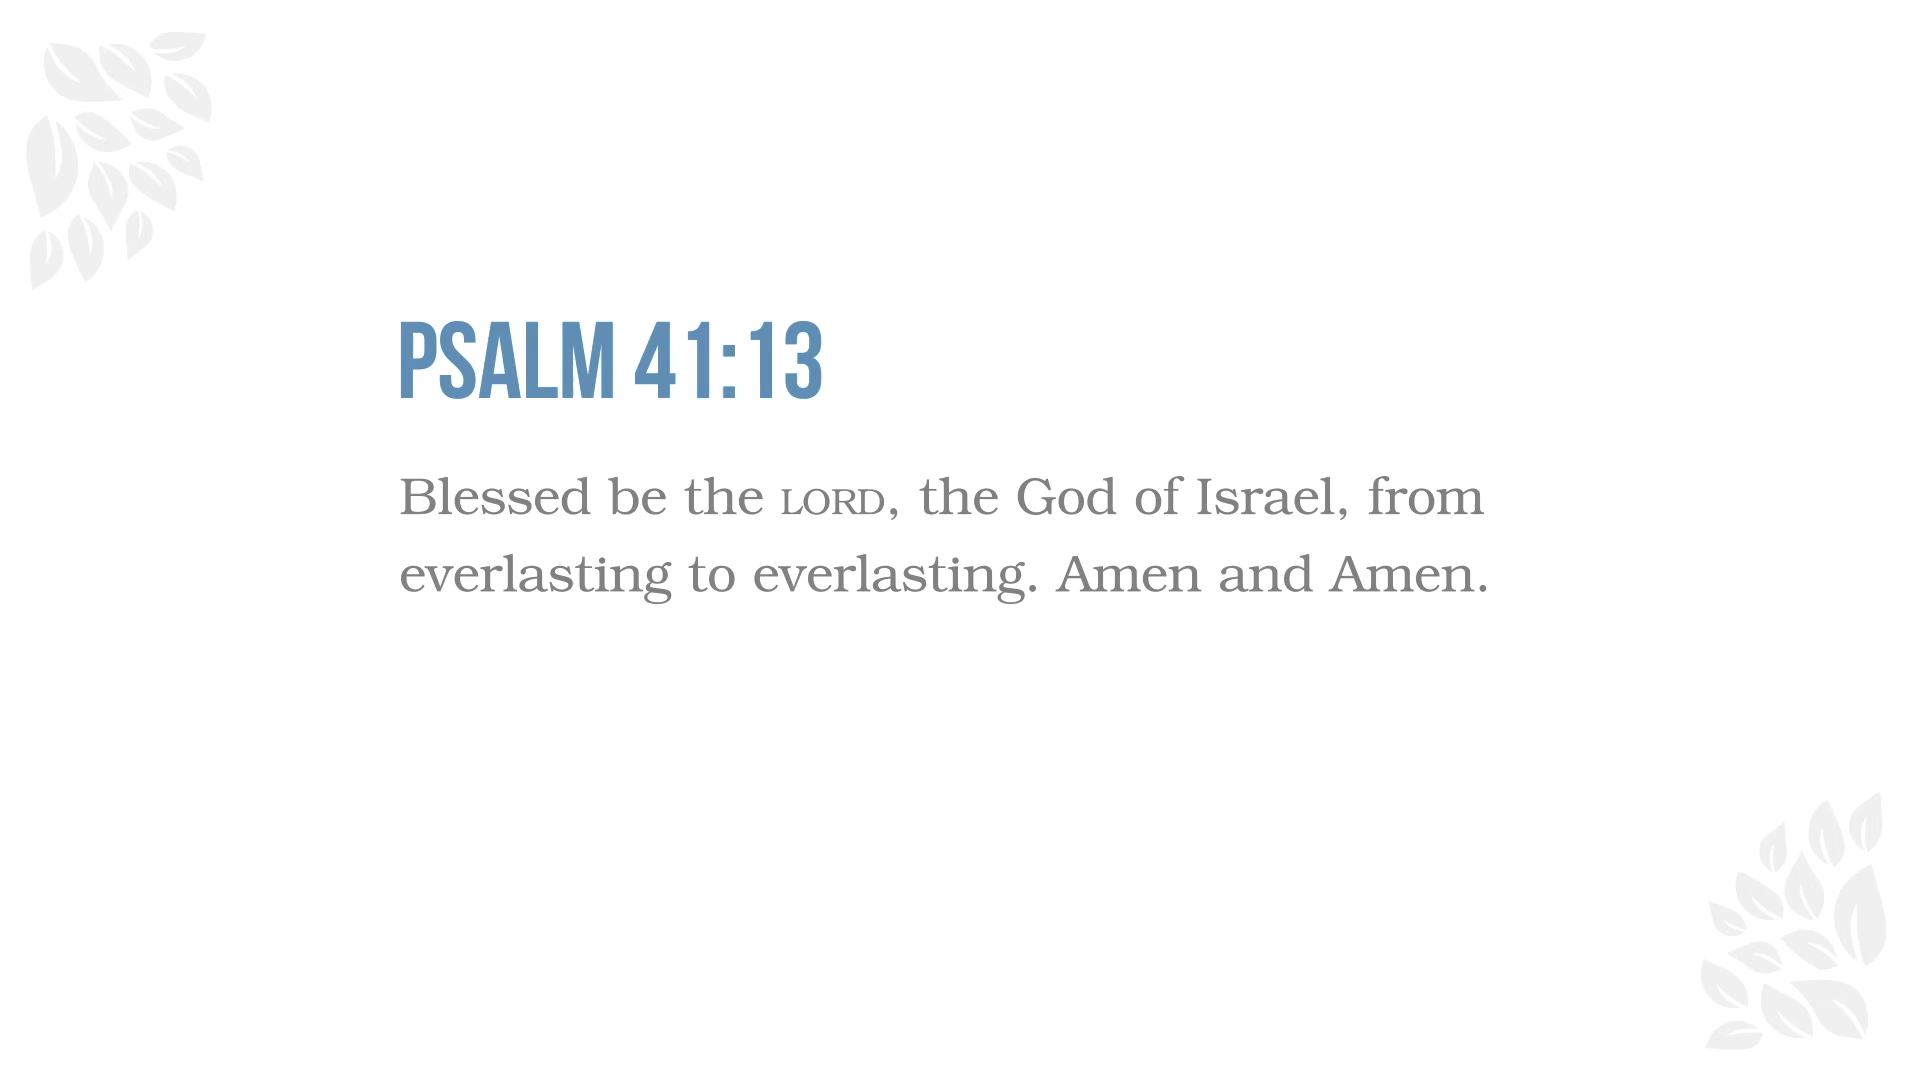 PSALM 41:13
Blessed be the LORD, the God of Israel, from
everlasting to everlasting. Amen and Amen.